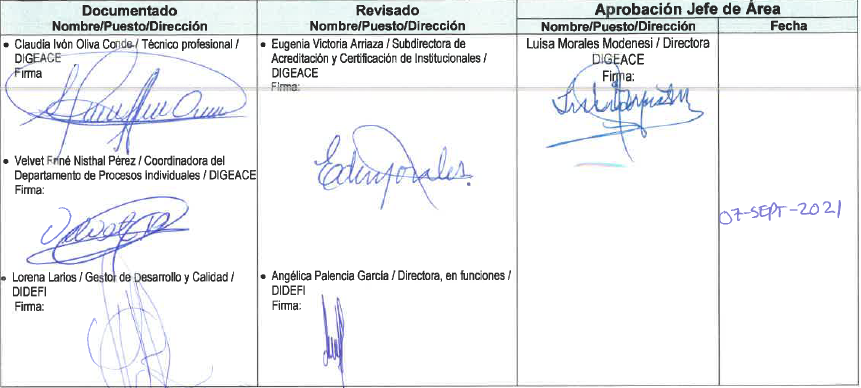 Documentado
Nombre/Puesto/Dirección
Revisado
Nombre/Puesto/Dirección
Aprobación Jefe de Área
Nombre/Puesto/Dirección
Fecha
• Claudia Ivón Oliva Conde / Técnico profesional /
DIGEACE
Firma
• Velvet Friné Nisthal Pérez / Coordinadora del
Departamento de Procesos Individuales / DIGEACE
Firma:
• Lorena Larios / Gestor de Desarrollo y Calidad /
DIDEFI
Firma:
• Eugenia Victoria Arriaza / Subdirectora de
Acreditación y Certificación de Institucionales /
DIGEACE
Firma:
• Angélica Palencia García / Directora, en funciones /
DIDEFI
Firma:
Luisa Morales Modenesi / Directora
DIGEACE
Firma:
07-SEPT-2021